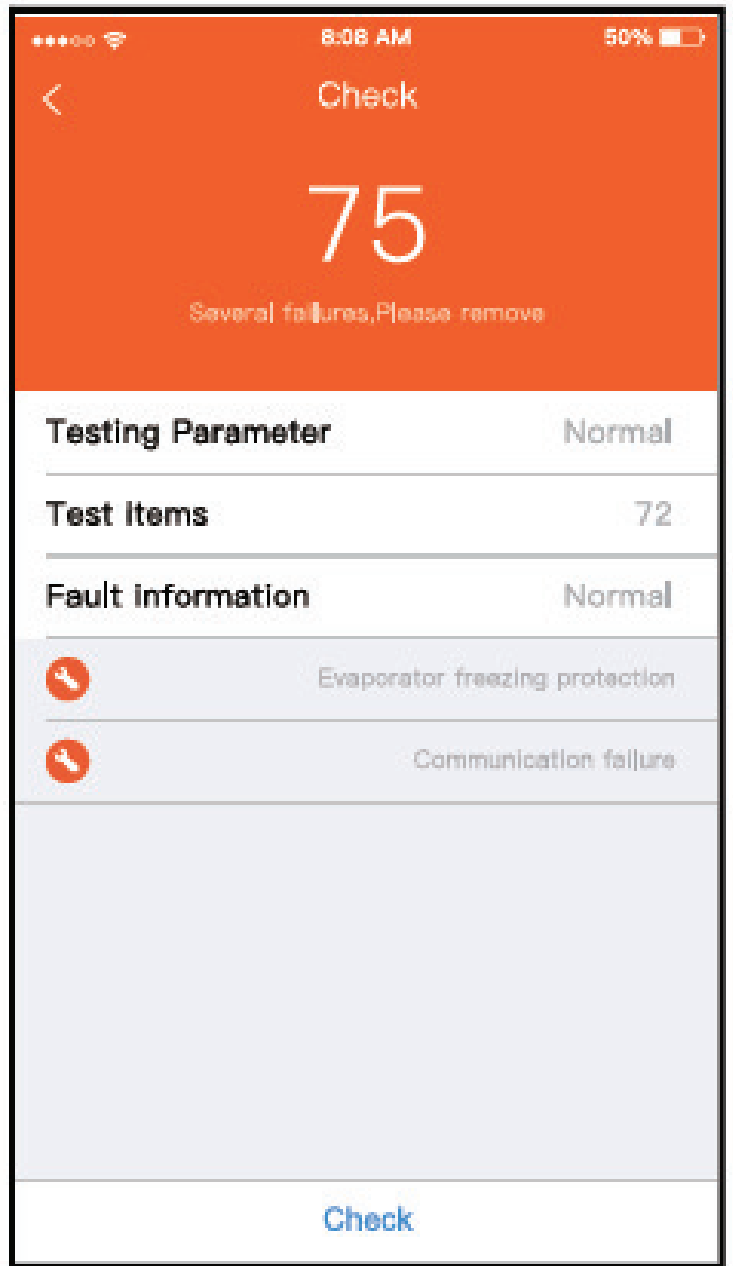 8:08 AM
50%
Check
75
Several failures,Please remove
Testing Parameter
Normal
Test items
72
Fault information
Normal
Evaporator freezing protection
Communication failure
Check